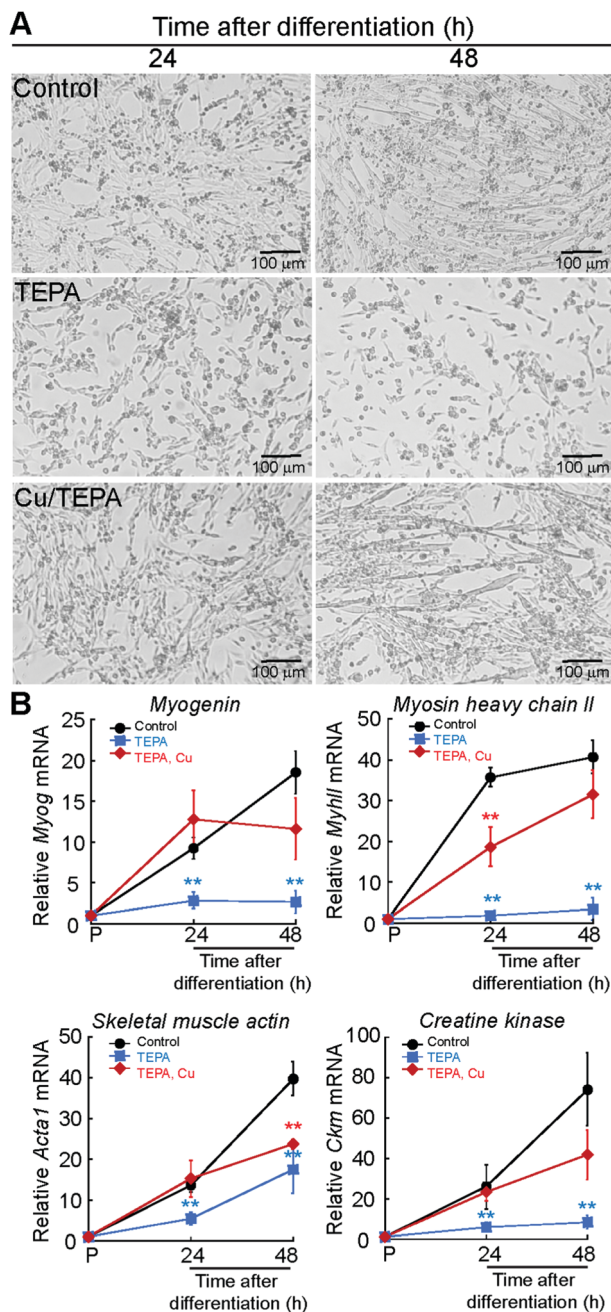 A
Time after differentiation (h)
24 48
Control
100 μm 100 μm
TEPA
100 μm 100 μm
Cu/TEPA
100 μm 100 μm
B
Myogenin
Relative Myog mRNA
25
20
15
10
5
0
Control
TEPA
TEPA, Cu
** **
P 24 48
Time after
differentiation (h)
Myosin heavy chain II
Relative MyhII mRNA
50
40
30
20
10
0
Control
TEPA
TEPA, Cu
**
** **
P 24 48
Time after
differentiation (h)
Skeletal muscle actin
Relative Acta1 mRNA
50
40
30
20
10
0
Control
TEPA
TEPA, Cu
**
**
**
P 24 48
Time after
differentiation (h)
Creatine kinase
Relative Ckm mRNA
100
80
60
40
20
0
Control
TEPA
TEPA, Cu
** **
P 24 48
Time after
differentiation (h)